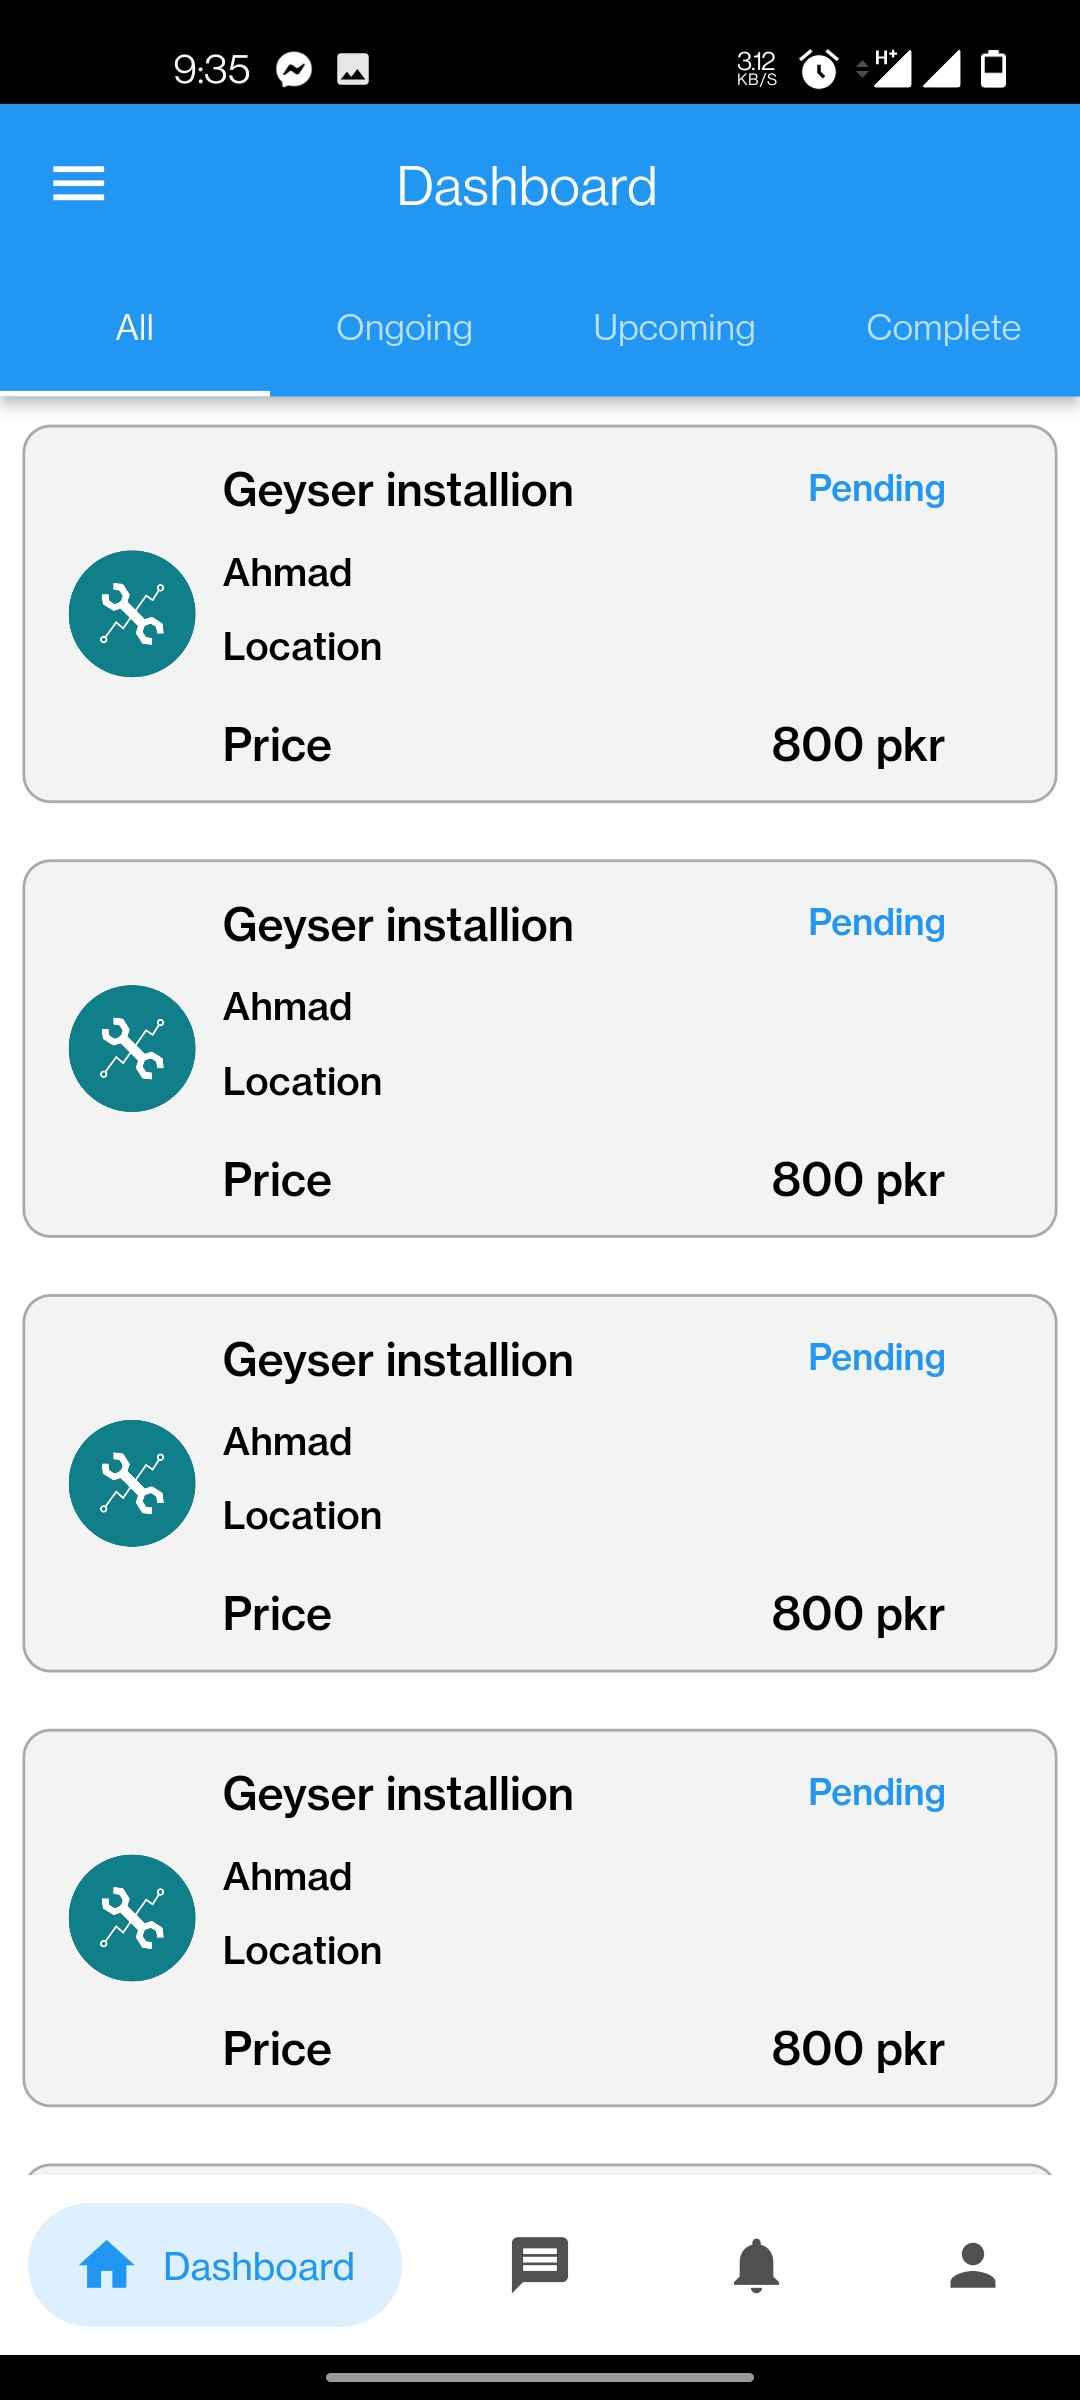 9:35
3.12
KB/S
H+
Dashboard
All Ongoing Upcoming Complete
Geyser installion Pending
Ahmad
Location
Price 800 pkr
Geyser installion Pending
Ahmad
Location
Price 800 pkr
Geyser installion Pending
Ahmad
Location
Price 800 pkr
Geyser installion Pending
Ahmad
Location
Price 800 pkr
Dashboard